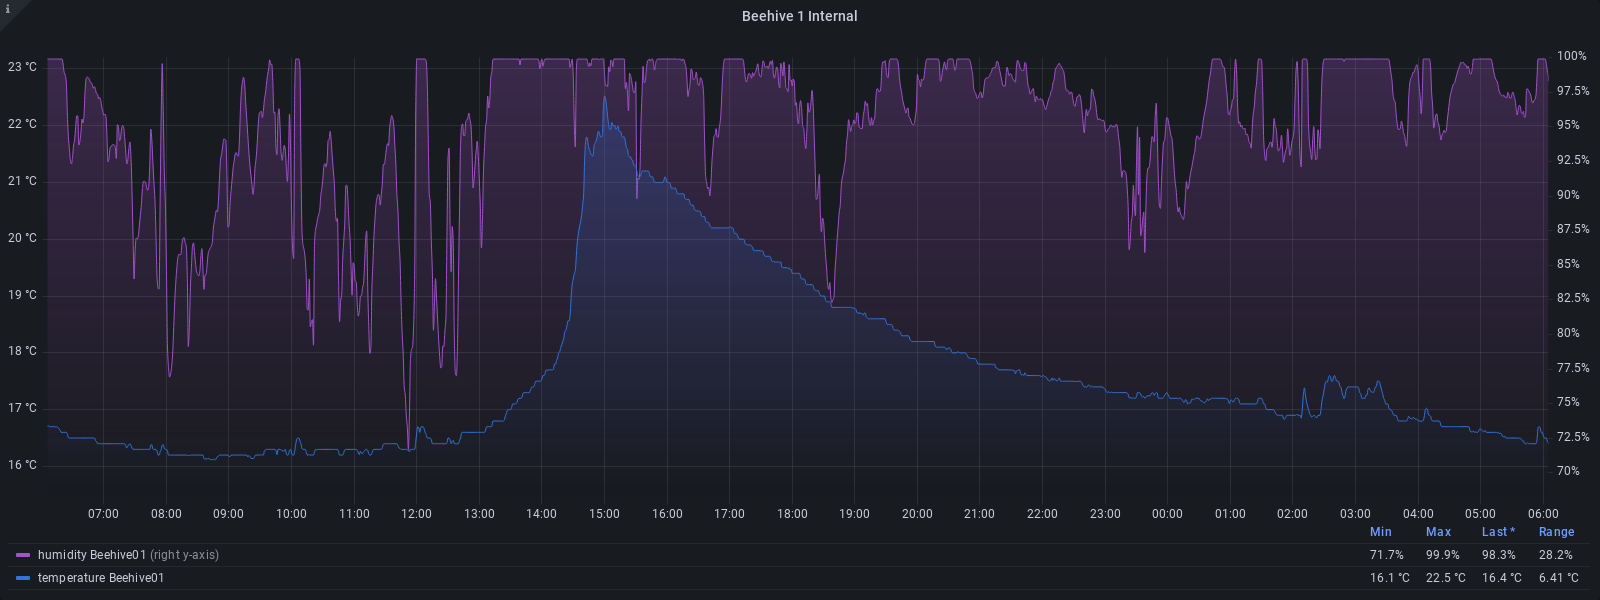 i
Beehive 1 Internal
23 °C
22 °C
21 °C
20 °C
19 °C
18 °C
17 °C
16 °C
100%
97.5%
95%
92.5%
90%
87.5%
85%
82.5%
80%
77.5%
75%
72.5%
70%
07:00 08:00 09:00 10:00 11:00 12:00 13:00 14:00 15:00 16:00 17:00 18:00 19:00 20:00 21:00 22:00 23:00 00:00 01:00 02:00 03:00 04:00 05:00 06:00
Min Max Last * Range
humidity Beehive01 (right y-axis) 71.7% 99.9% 98.3% 28.2%
temperature Beehive01 16.1 °C 22.5 °C 16.4 °C 6.41 °C